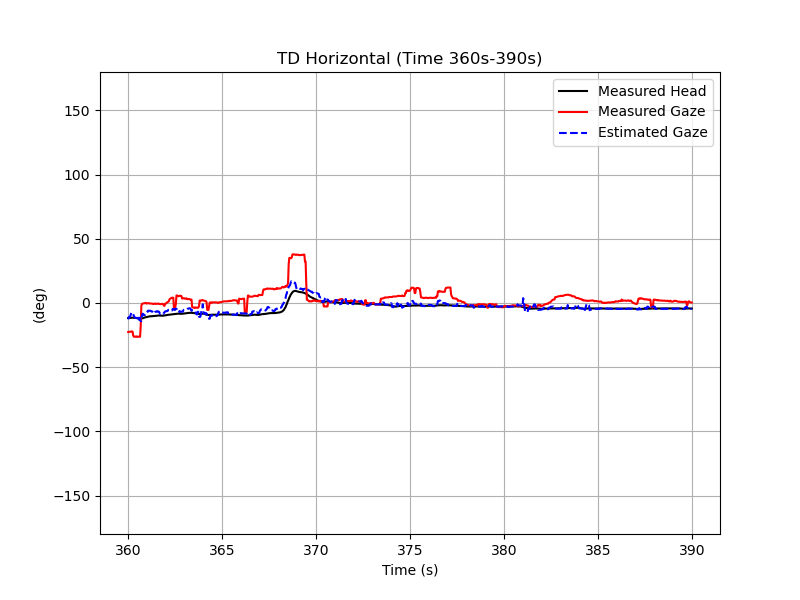 TD Horizontal (Time 360s-390s)
Measured Head
Measured Gaze
Estimated Gaze
150
100
50
0
−50
−100
−150
(deg)
360 365 370 375 380 385 390
Time (s)